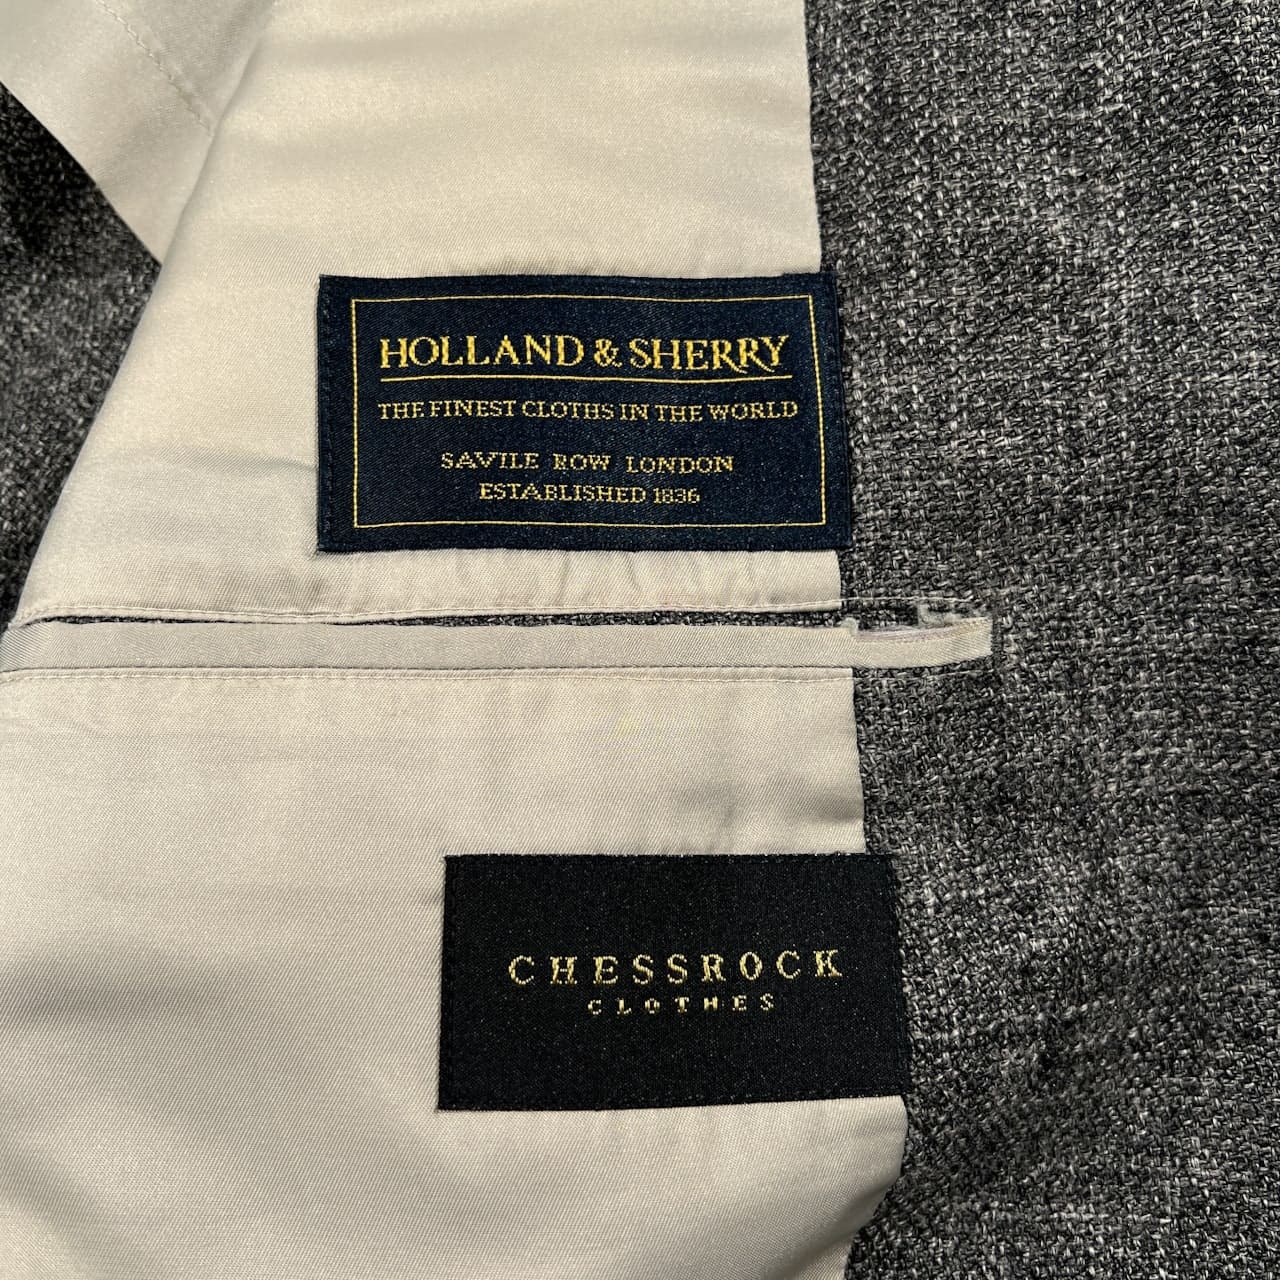 HOLLAND & SHERRY
THE FINEST CLOTHS IN THE WORLD
SAVILE ROW LONDON
ESTABLISHED 1836
CHESSROCK
CLOTHES